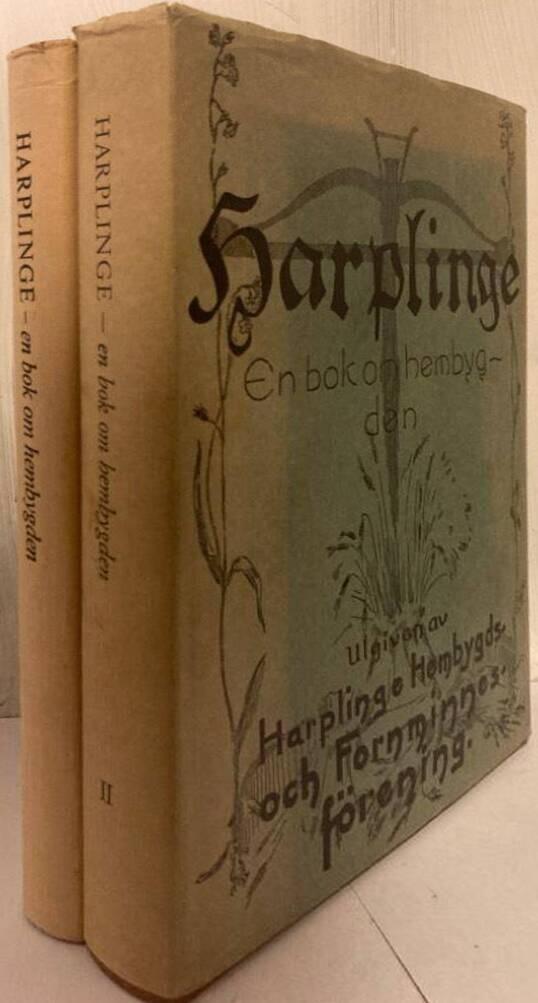 HARPLINGE – en bok om hembygden
HARPLINGE – en bok om hembygden
II
Harplinge
En bok om hembyg-
den
utgiven av
Harplinge Hembygds-
och Fornminnes-
förening.